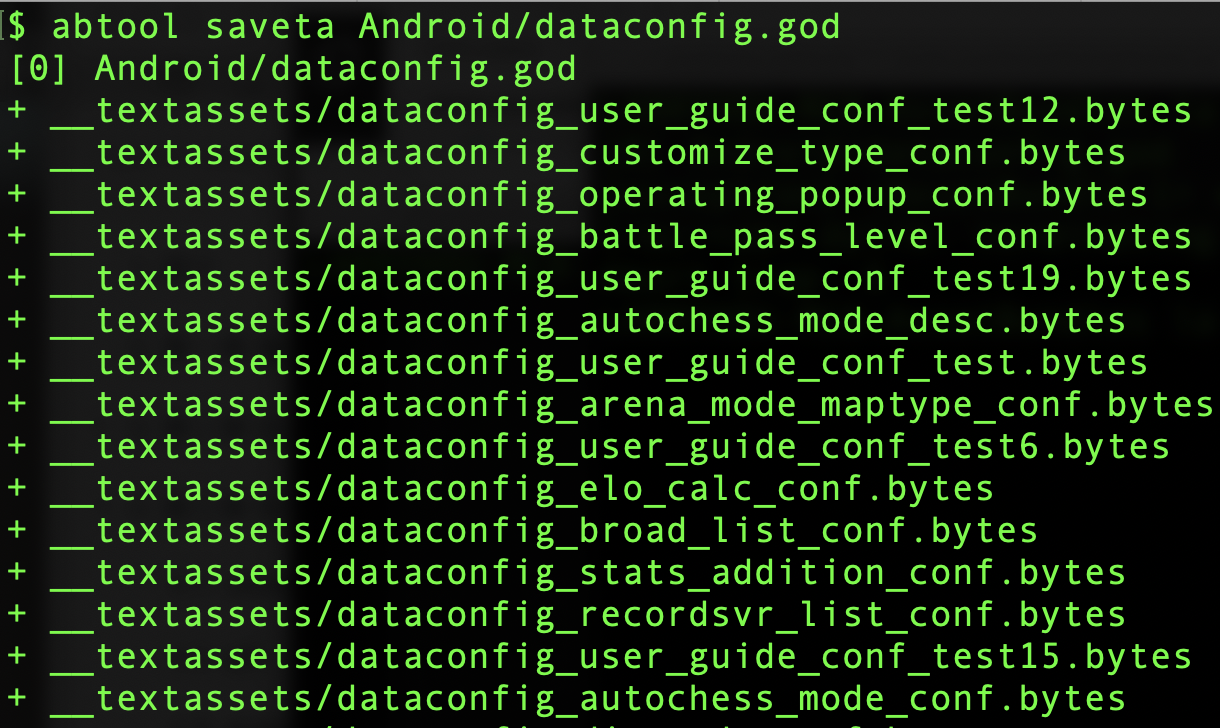 $ abtool saveta Android/dataconfig.god
[0] Android/dataconfig.god
+ __textassets/dataconfig_user_guide_conf_test12.bytes
+ __textassets/dataconfig_customize_type_conf.bytes
+ __textassets/dataconfig_operating_popup_conf.bytes
+ __textassets/dataconfig_battle_pass_level_conf.bytes
+ __textassets/dataconfig_user_guide_conf_test19.bytes
+ __textassets/dataconfig_autochess_mode_desc.bytes
+ __textassets/dataconfig_user_guide_conf_test.bytes
+ __textassets/dataconfig_arena_mode_maptype_conf.bytes
+ __textassets/dataconfig_user_guide_conf_test6.bytes
+ __textassets/dataconfig_elo_calc_conf.bytes
+ __textassets/dataconfig_broad_list_conf.bytes
+ __textassets/dataconfig_stats_addition_conf.bytes
+ __textassets/dataconfig_recordsvr_list_conf.bytes
+ __textassets/dataconfig_user_guide_conf_test15.bytes
+ __textassets/dataconfig_autochess_mode_conf.bytes